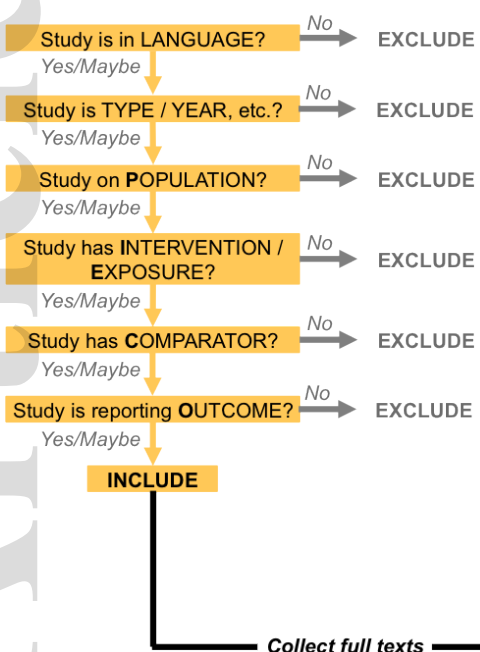 No
Study is in LANGUAGE? EXCLUDE
Yes/Maybe
No
Study is TYPE / YEAR, etc.? EXCLUDE
Yes/Maybe
No
Study on POPULATION? EXCLUDE
Yes/Maybe
No
Study has INTERVENTION /
EXPOSURE? EXCLUDE
Yes/Maybe
No
Study has COMPARATOR? EXCLUDE
Yes/Maybe
No
Study is reporting OUTCOME? EXCLUDE
Yes/Maybe
INCLUDE
Collect full texts